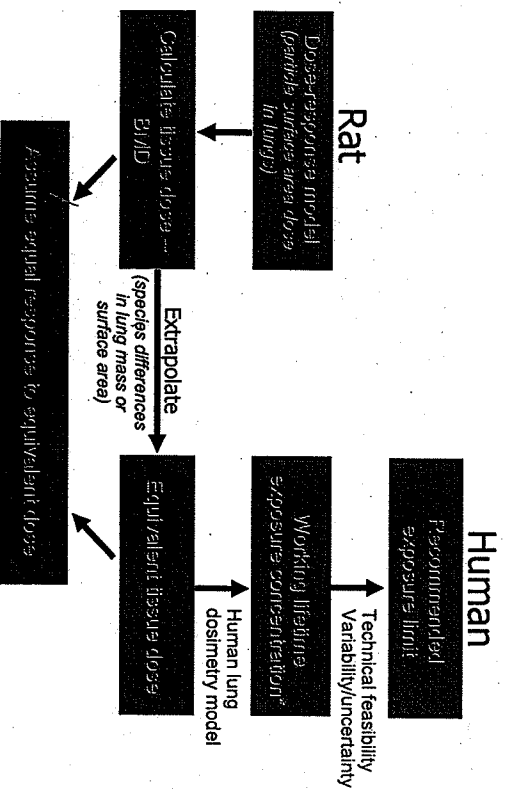 Rat
Human
Dose-response model
(particle surface area dose
in lungs)
Recommended
exposure limit
Technical feasibility
Variability/uncertainty
Calculate tissue dose –
BMD
Working lifetime
exposure concentration*
Extrapolate
(species differences
in lung mass or
surface area)
Human lung
dosimetry model
Equivalent tissue dose
Assume equal response to equivalent dose